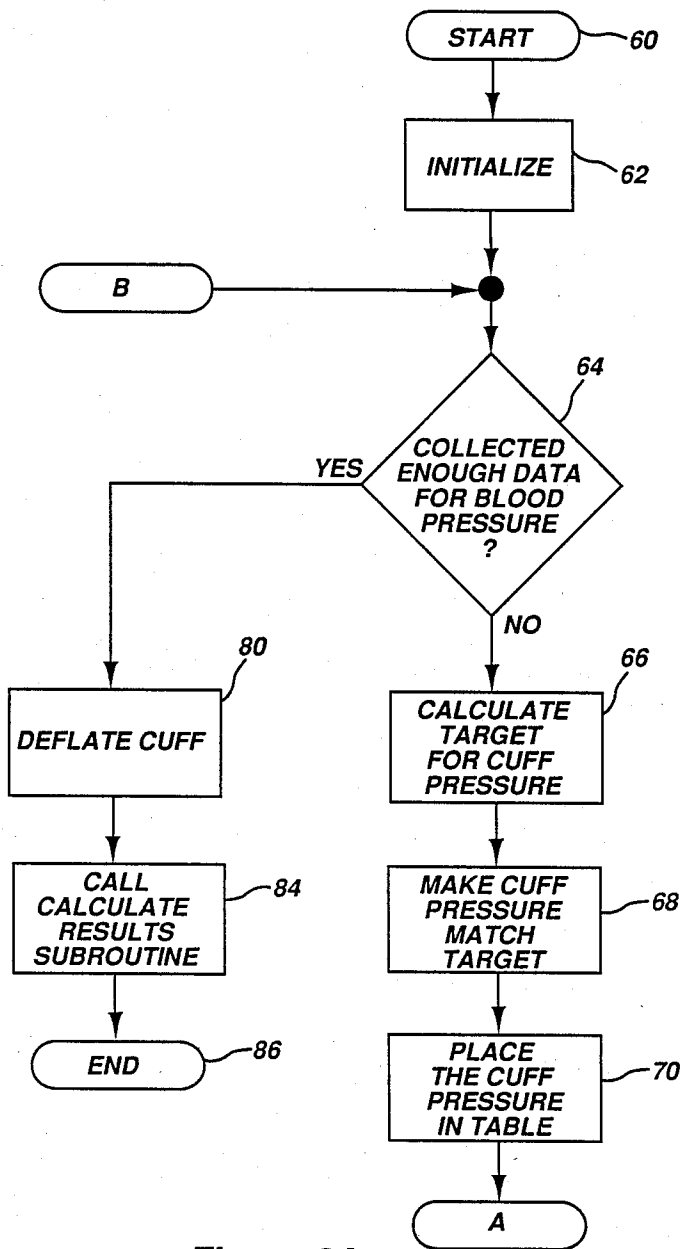 START
60
INITIALIZE
62
B
64
COLLECTED
ENOUGH DATA
FOR BLOOD
PRESSURE
?
YES
NO
80
DEFLATE CUFF
66
CALCULATE
TARGET
FOR CUFF
PRESSURE
CALL
CALCULATE
RESULTS
SUBROUTINE
84
MAKE CUFF
PRESSURE
MATCH
TARGET
68
END
86
PLACE
THE CUFF
PRESSURE
IN TABLE
70
A